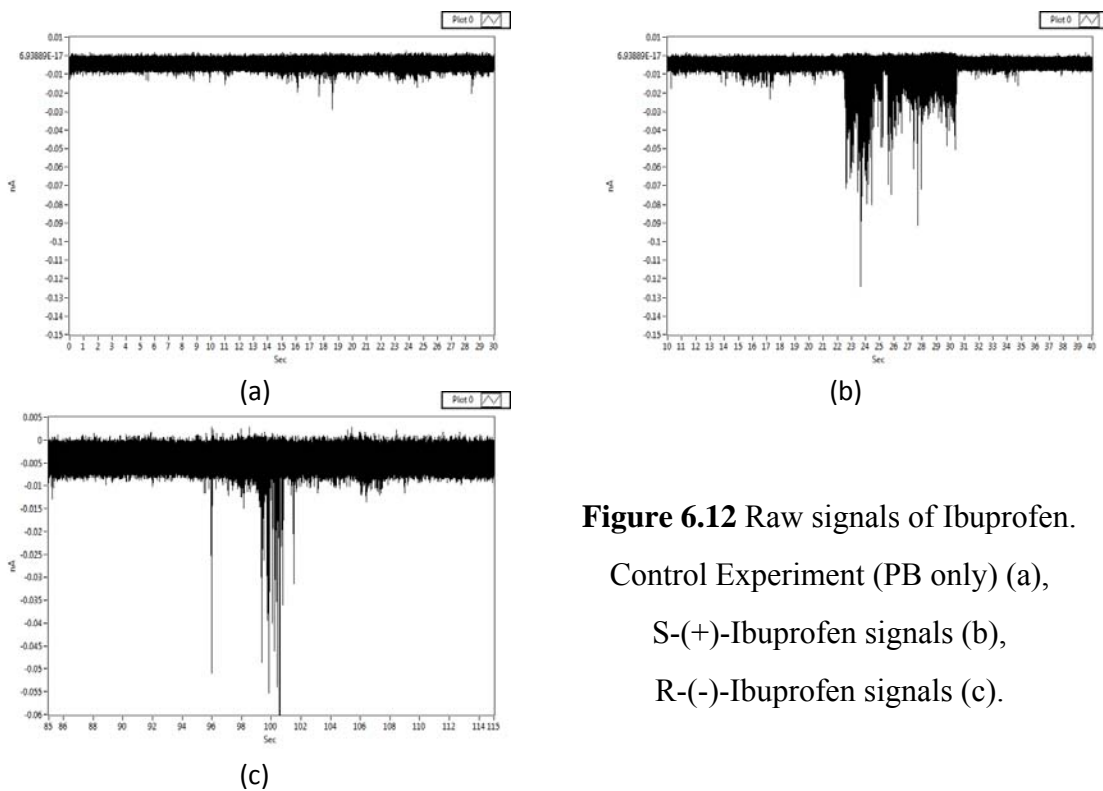 Plot 0
0.01
6.93889E-17
-0.01
-0.02
-0.03
-0.04
-0.05
-0.06
-0.07
-0.08
-0.09
-0.1
-0.11
-0.12
-0.13
-0.14
-0.15
nA
0 1 2 3 4 5 6 7 8 9 10 11 12 13 14 15 16 17 18 19 20 21 22 23 24 25 26 27 28 29 30
Sec
(a)
Plot 0
0.01
6.93889E-17
-0.01
-0.02
-0.03
-0.04
-0.05
-0.06
-0.07
-0.08
-0.09
-0.1
-0.11
-0.12
-0.13
-0.14
-0.15
nA
10 11 12 13 14 15 16 17 18 19 20 21 22 23 24 25 26 27 28 29 30 31 32 33 34 35 36 37 38 39 40
Sec
(b)
Plot 0
0.005
0
-0.005
-0.01
-0.015
-0.02
-0.025
-0.03
-0.035
-0.04
-0.045
-0.05
-0.055
-0.06
nA
85 86 88 90 92 94 96 98 100 102 104 106 108 110 112 114 115
Sec
(c)
Figure 6.12 Raw signals of Ibuprofen.
Control Experiment (PB only) (a),
S-(+)-Ibuprofen signals (b),
R-(-)-Ibuprofen signals (c).